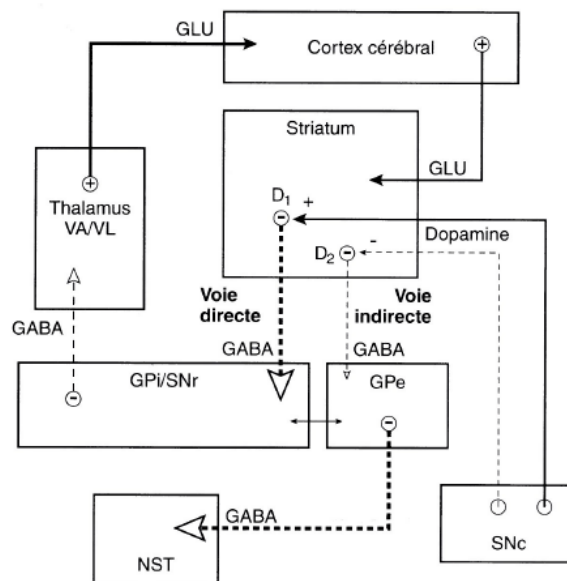 GLU
Cortex cérébral
+
Striatum
GLU
+
Thalamus
VA/VL
D1
+
-
Dopamine
D2
-
-
Voie
directe
Voie
indirecte
GABA
GABA
GABA
GPi/SNr
GPe
-
-
GABA
NST
SNc